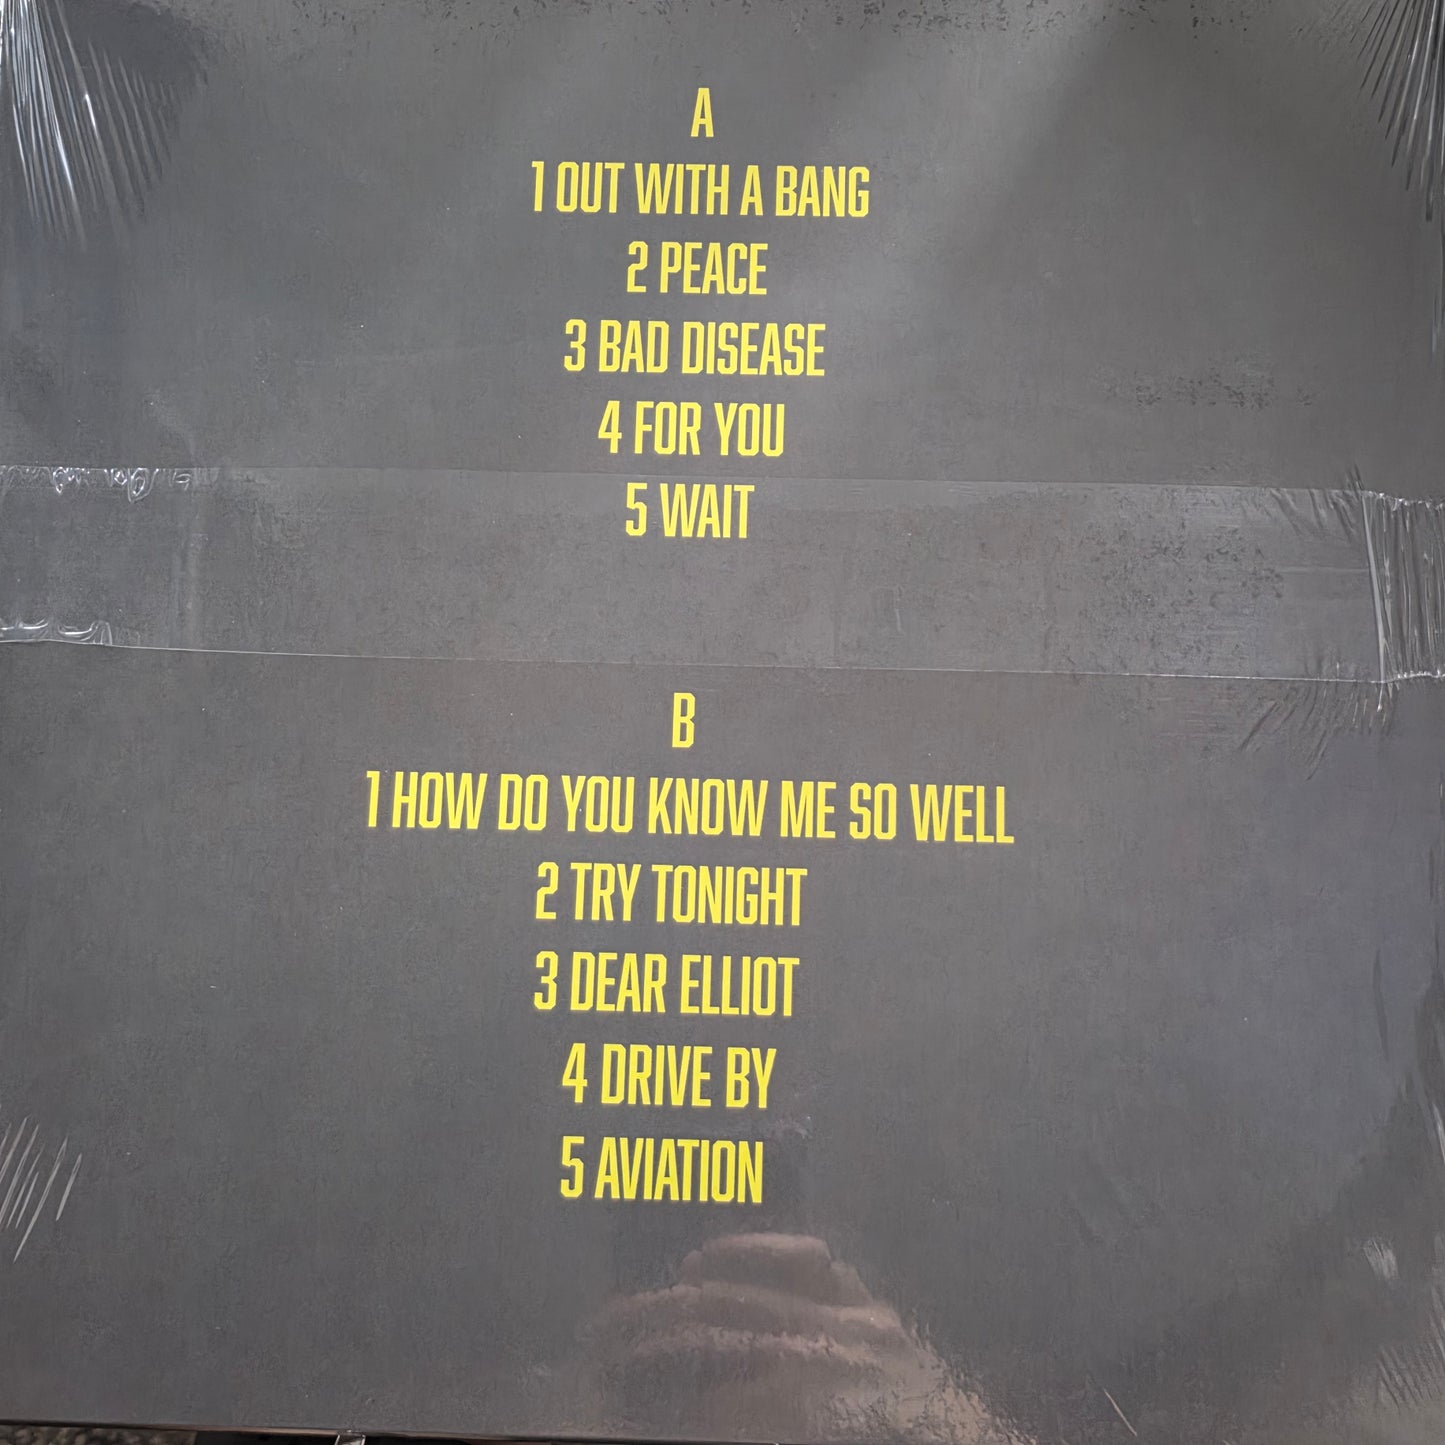 A
1 OUT WITH A BANG
2 PEACE
3 BAD DISEASE
4 FOR YOU
5 WAIT
B
1 HOW DO YOU KNOW ME SO WELL
2 TRY TONIGHT
3 DEAR ELLIOT
4 DRIVE BY
5 AVIATION